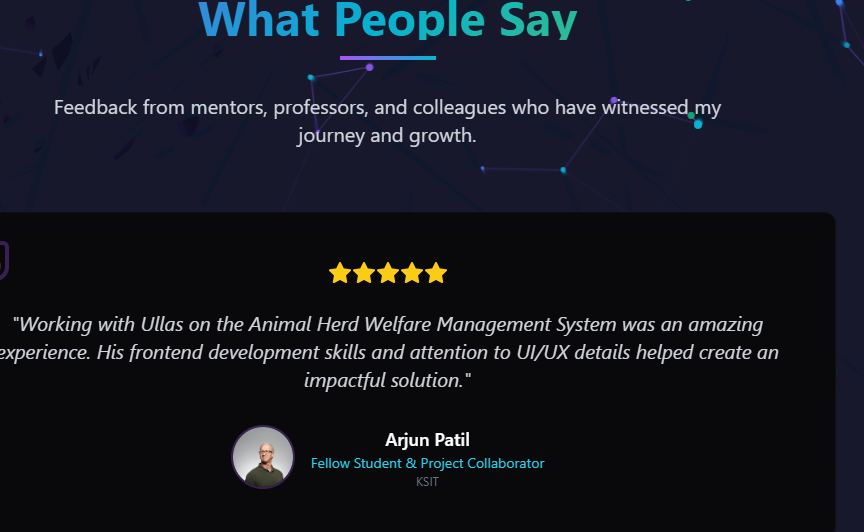 What People Say
Feedback from mentors, professors, and colleagues who have witnessed my
journey and growth.
"Working with Ullas on the Animal Herd Welfare Management System was an amazing
experience. His frontend development skills and attention to UI/UX details helped create an
impactful solution."
Arjun Patil
Fellow Student & Project Collaborator
KSIT